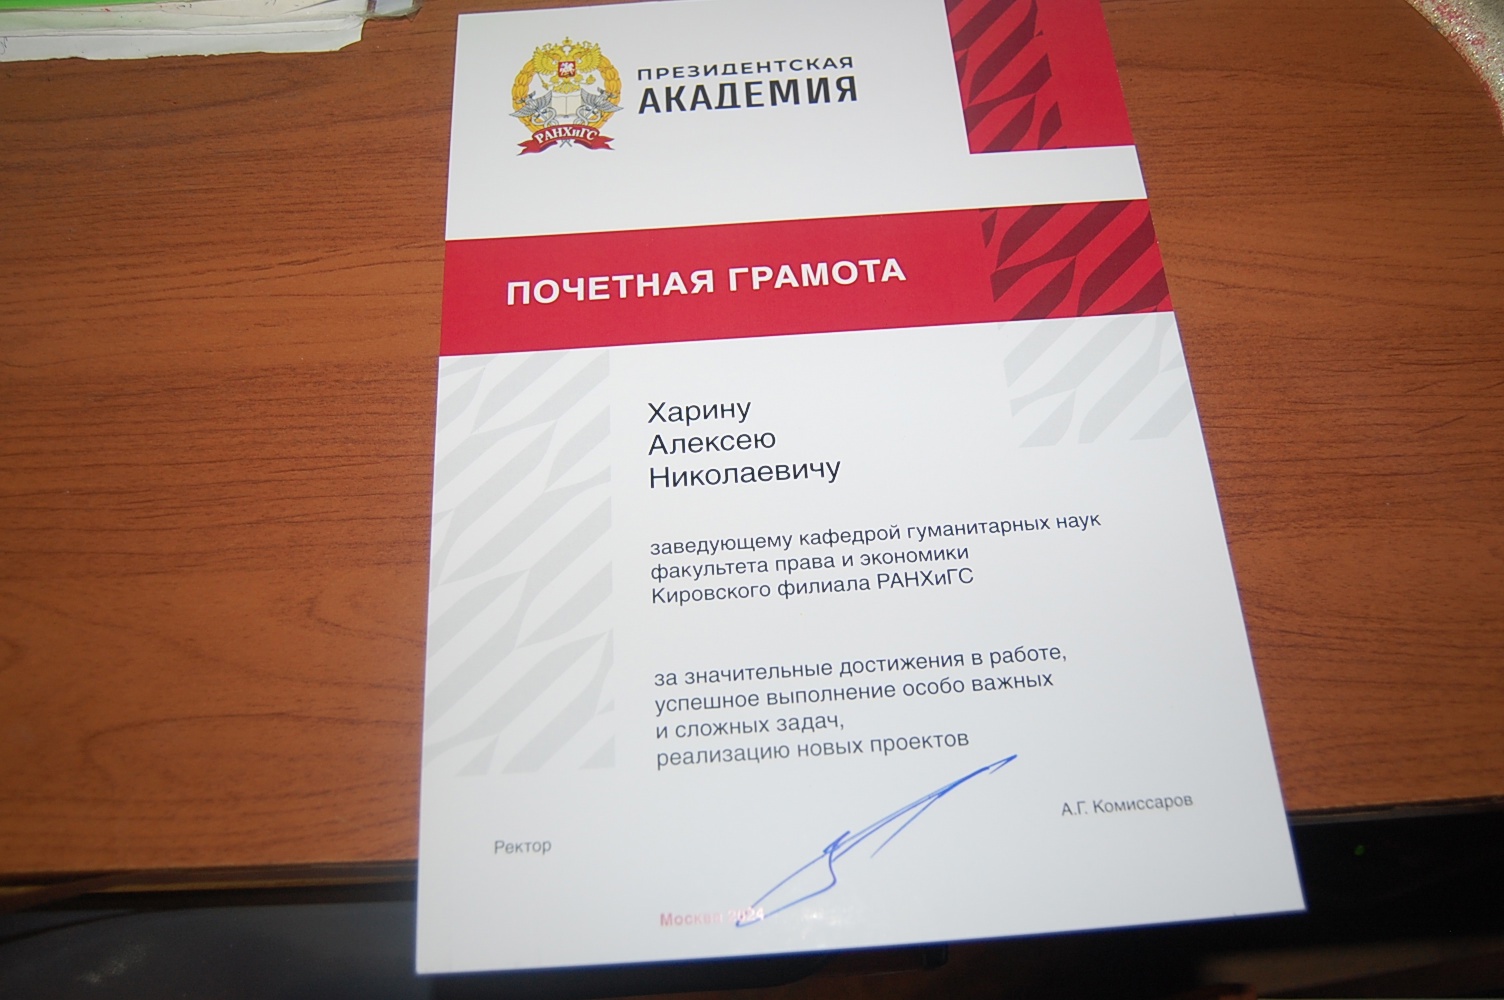 ПРЕЗИДЕНТСКАЯ
АКАДЕМИЯ
РАНХиГС
ПОЧЕТНАЯ ГРАМОТА
Харину
Алексею
Николаевичу
заведующему кафедрой гуманитарных наук
факультета права и экономики
Кировского филиала РАНХиГС
за значительные достижения в работе,
успешное выполнение особо важных
и сложных задач,
реализацию новых проектов
Ректор
А.Г. Комиссаров
Москва 2024